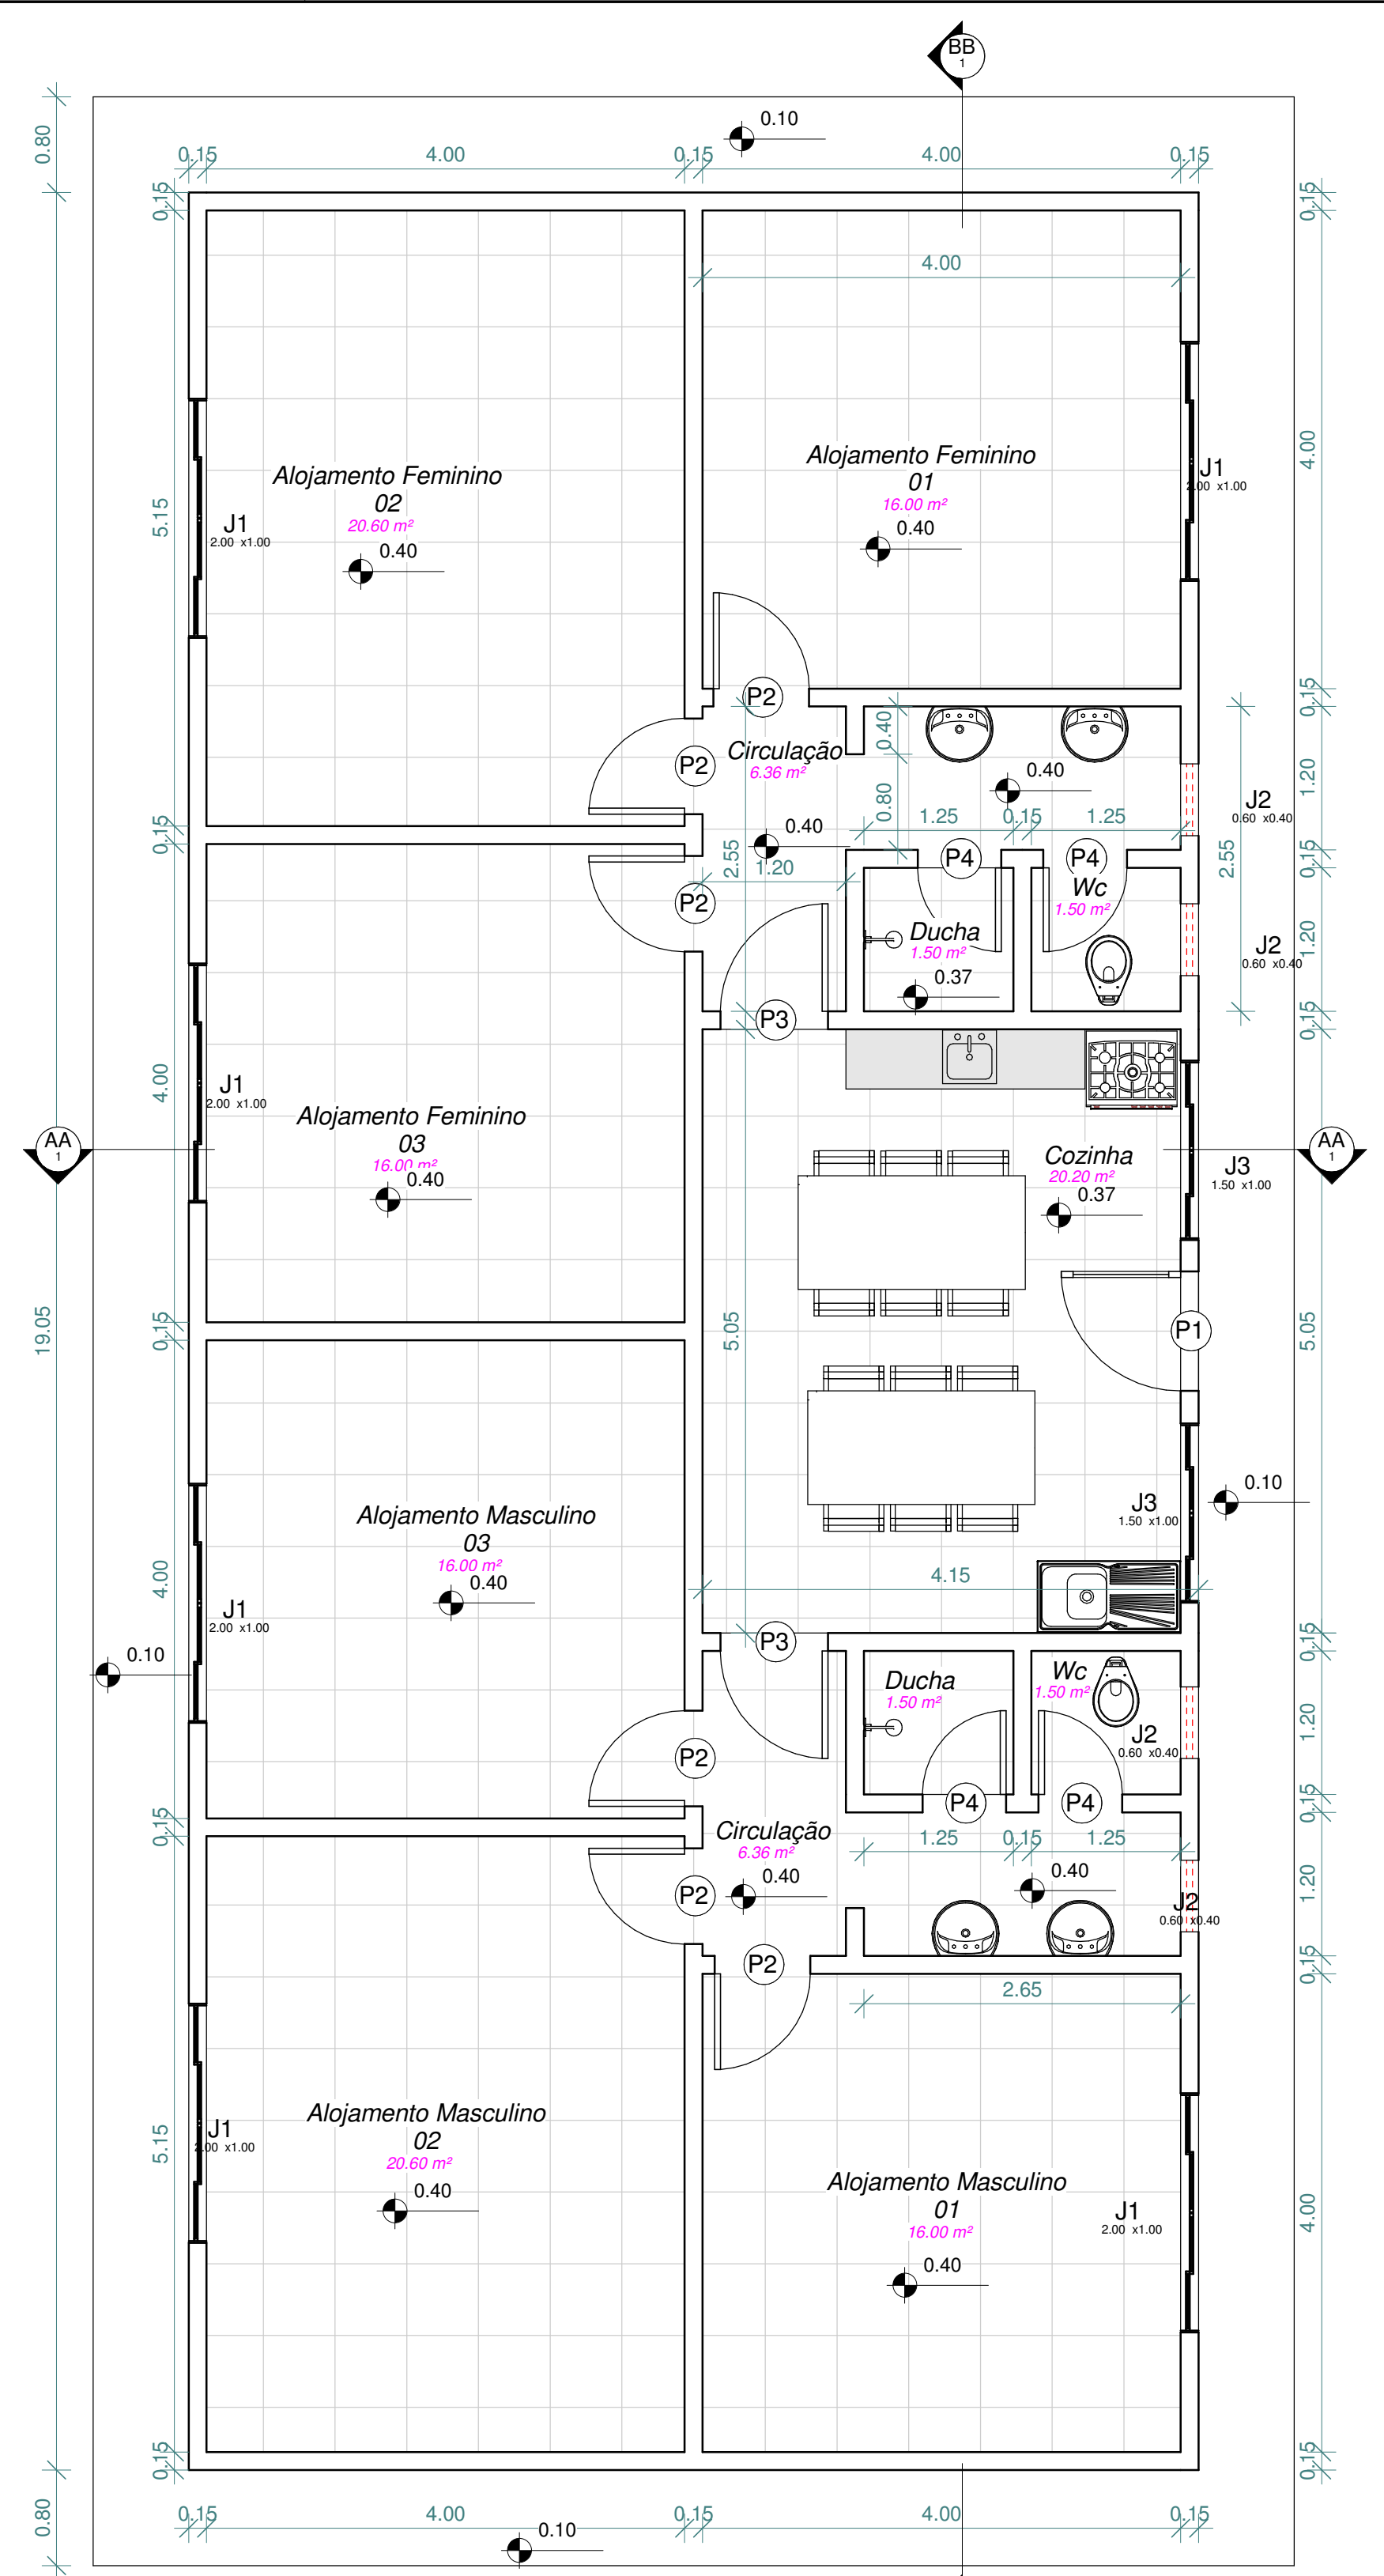 BB
1
0.10
0.80
0.15
4.00
0.15
4.00
0.15
0.15
0.15
4.00
Alojamento Feminino
01
16.00 m²
0.40
J1
2.00 x1.00
4.00
Alojamento Feminino
02
20.60 m²
0.40
5.15
J1
2.00 x1.00
P2
0.15
0.40
P2
Circulação
6.36 m²
0.40
0.80
1.20
J2
0.60 x0.40
0.40
1.25
0.15
1.25
0.15
2.55
1.20
P4
P4
0.15
2.55
P2
Wc
1.50 m²
Ducha
1.50 m²
0.37
J2
0.60 x0.40
1.20
P3
0.15
4.00
J1
2.00 x1.00
Alojamento Feminino
03
16.00 m²
0.40
AA
1
Cozinha
20.20 m²
0.37
J3
1.50 x1.00
AA
1
19.05
0.15
5.05
P1
5.05
Alojamento Masculino
03
16.00 m²
0.40
J3
1.50 x1.00
0.10
4.00
J1
2.00 x1.00
4.15
0.10
P3
0.15
Ducha
1.50 m²
Wc
1.50 m²
J2
0.60 x0.40
1.20
P2
P4
P4
0.15
0.15
Circulação
6.36 m²
0.40
1.25
0.15
1.25
0.40
P2
J2
0.60 x0.40
1.20
P2
0.15
2.65
Alojamento Masculino
02
20.60 m²
0.40
5.15
J1
2.00 x1.00
Alojamento Masculino
01
16.00 m²
0.40
J1
2.00 x1.00
4.00
0.15
0.15
0.80
0.15
4.00
0.15
4.00
0.15
0.10